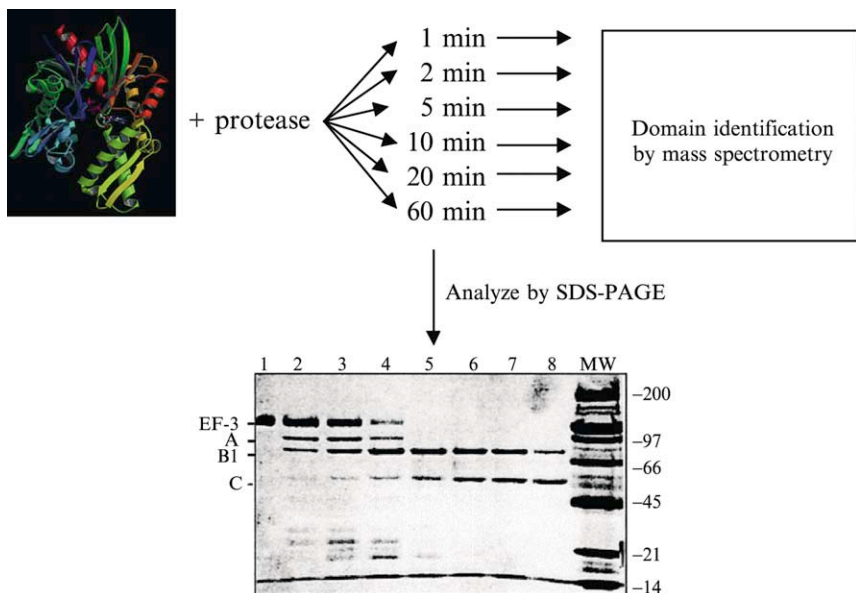 1 min
2 min
+ protease
5 min
10 min
20 min
60 min
Domain identification
by mass spectrometry
Analyze by SDS-PAGE
1 2 3 4 5 6 7 8 MW
EF-3
A
B1
C -
–200
–97
–66
–45
–21
–14